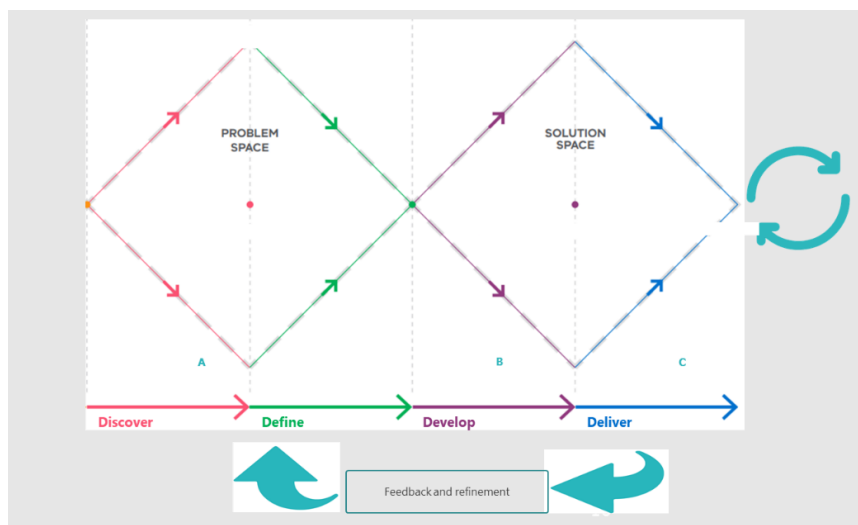 PROBLEM
SPACE
SOLUTION
SPACE
A
B
C
Discover
Define
Develop
Deliver
Feedback and refinement